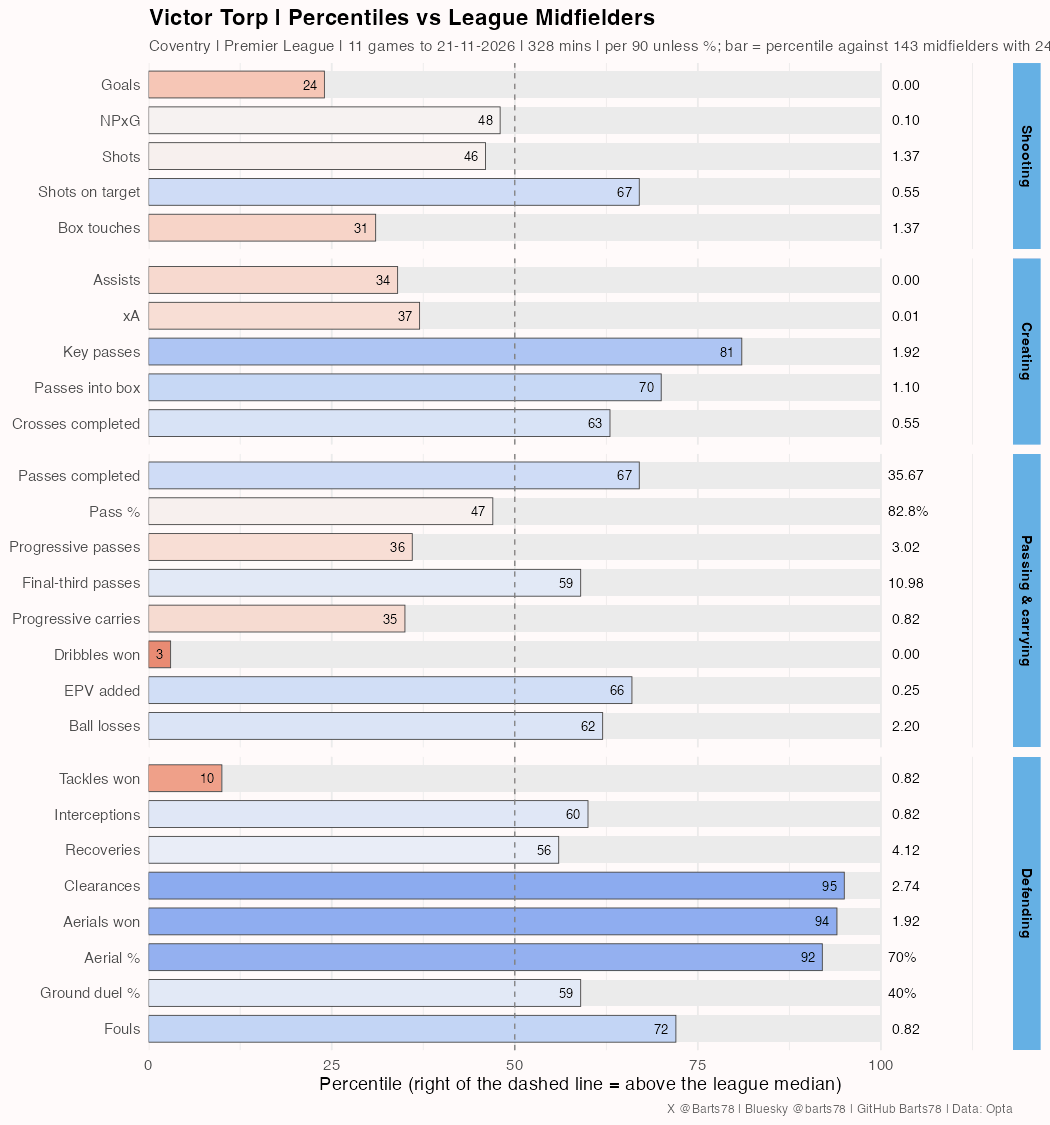 Victor Torp | Percentiles vs League Midfielders
Coventry | Premier League | 11 games to 21-11-2026 | 328 mins | per 90 unless %; bar = percentile against 143 midfielders with 24
Goals 24 0.00
NPxG 48 0.10
Shots 46 1.37
Shots on target 67 0.55
Box touches 31 1.37
Shooting
Assists 34 0.00
xA 37 0.01
Key passes 81 1.92
Passes into box 70 1.10
Crosses completed 63 0.55
Creating
Passes completed 67 35.67
Pass % 47 82.8%
Progressive passes 36 3.02
Final-third passes 59 10.98
Progressive carries 35 0.82
Dribbles won 3 0.00
EPV added 66 0.25
Ball losses 62 2.20
Passing & carrying
Tackles won 10 0.82
Interceptions 60 0.82
Recoveries 56 4.12
Clearances 95 2.74
Aerials won 94 1.92
Aerial % 92 70%
Ground duel % 59 40%
Fouls 72 0.82
Defending
0 25 50 75 100
Percentile (right of the dashed line = above the league median)
X @Barts78 | Bluesky @barts78 | GitHub Barts78 | Data: Opta